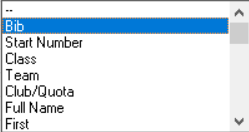 --
Bib
Start Number
Class
Team
Club/Quota
Full Name
First